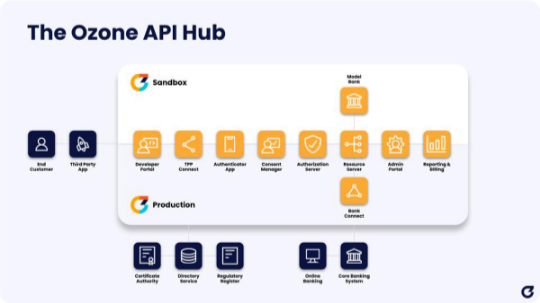 The Ozone API Hub
Sandbox
Model
Bank
End
Customer
Third Party
App
Developer
Portal
TPP
Connect
Authenticator
App
Consent
Manager
Authorization
Server
Resource
Server
Admin
Portal
Reporting &
Billing
Production
Bank
Connect
Certificate
Authority
Directory
Service
Regulatory
Register
Online
Banking
Core Banking
System